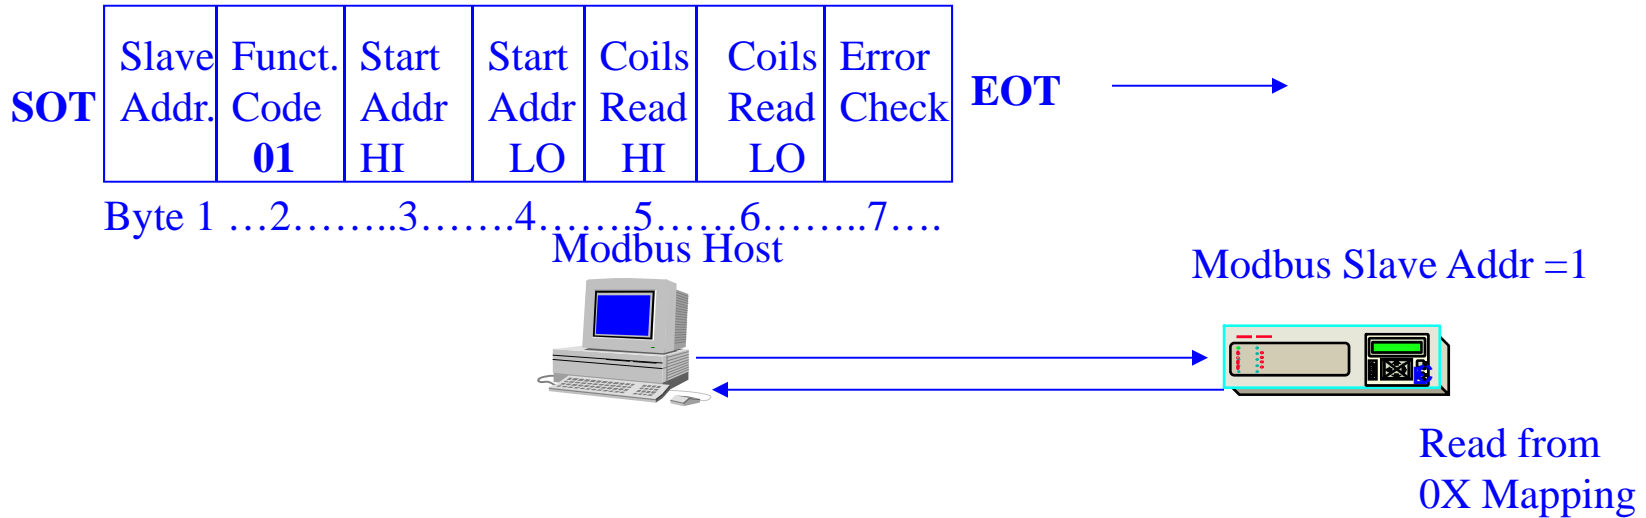 SOT
Slave Addr.
Funct. Code 01
Start Addr HI
Start Addr LO
Coils Read HI
Coils Read LO
Error Check
EOT
Byte 1 …2……..3…….4…….5……6……..7….
Modbus Host
Modbus Slave Addr =1
Read from
0X Mapping